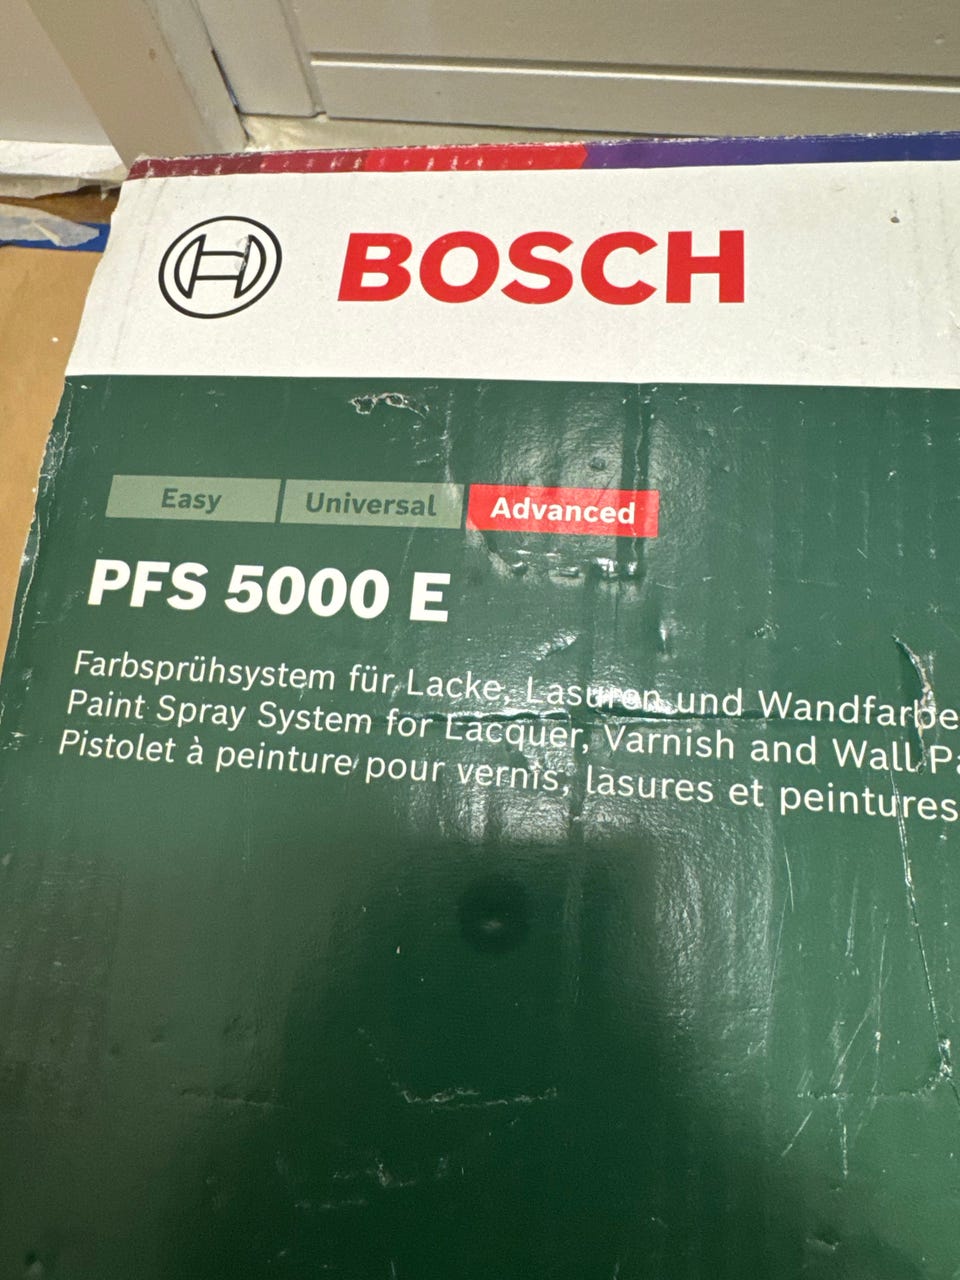 BOSCH
Easy Universal Advanced
PFS 5000 E
Farbsprühsystem für Lacke, Lasuren und Wandfarbe
Paint Spray System for Lacquer, Varnish and Wall Pa
Pistolet à peinture pour vernis, lasures et peintures